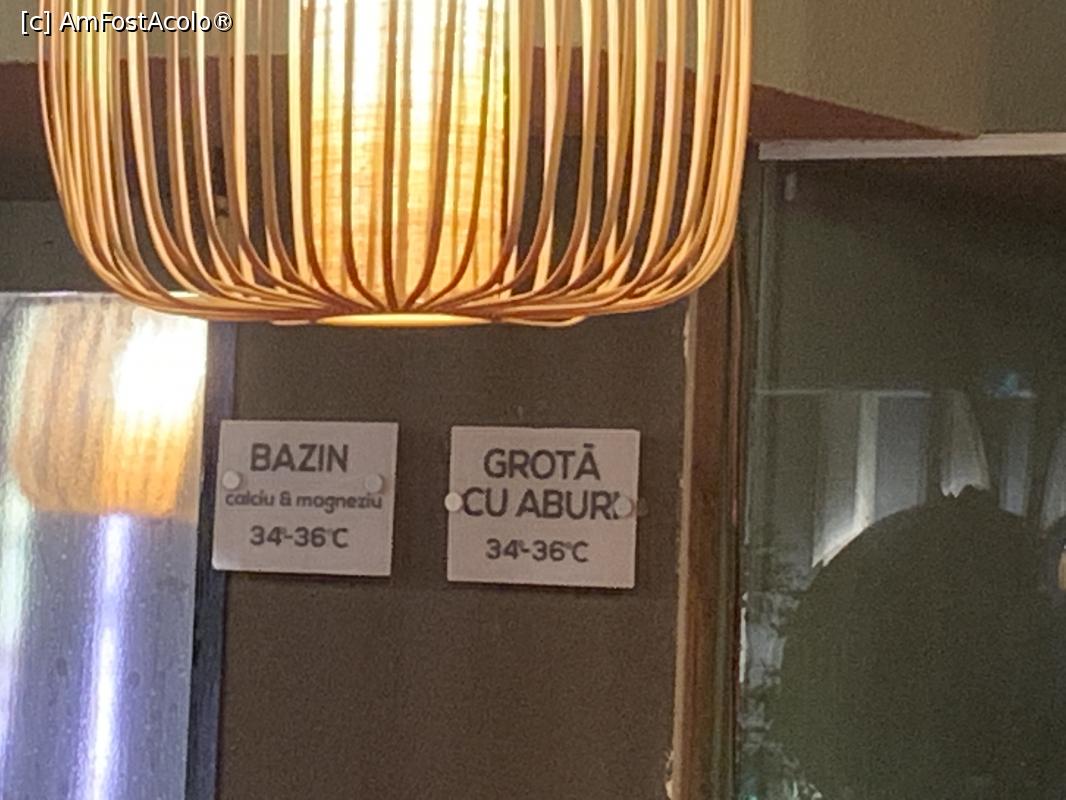 [c] AmFostAcolo®
BAZIN
calciu & magneziu
34°-36°C
GROTĂ
CU ABURI
34°-36°C